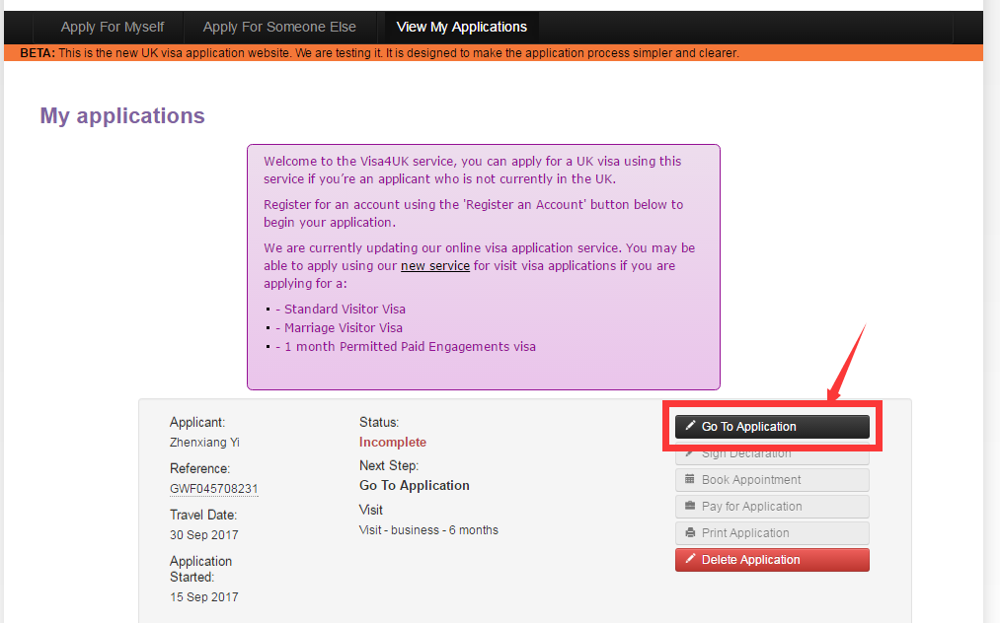 Apply For Myself Apply For Someone Else View My Applications
BETA: This is the new UK visa application website. We are testing it. It is designed to make the application process simpler and clearer.
My applications
Welcome to the Visa4UK service, you can apply for a UK visa using this
service if you’re an applicant who is not currently in the UK.
Register for an account using the 'Register an Account' button below to
begin your application.
We are currently updating our online visa application service. You may be
able to apply using our new service for visit visa applications if you are
applying for a:
- Standard Visitor Visa
- Marriage Visitor Visa
- 1 month Permitted Paid Engagements visa
Applicant:
Zhenxiang Yi
Reference:
GWF045708231
Travel Date:
30 Sep 2017
Application
Started:
15 Sep 2017
Status:
Incomplete
Next Step:
Go To Application
Visit
Visit - business - 6 months
Go To Application
Sign Declaration
Book Appointment
Pay for Application
Print Application
Delete Application